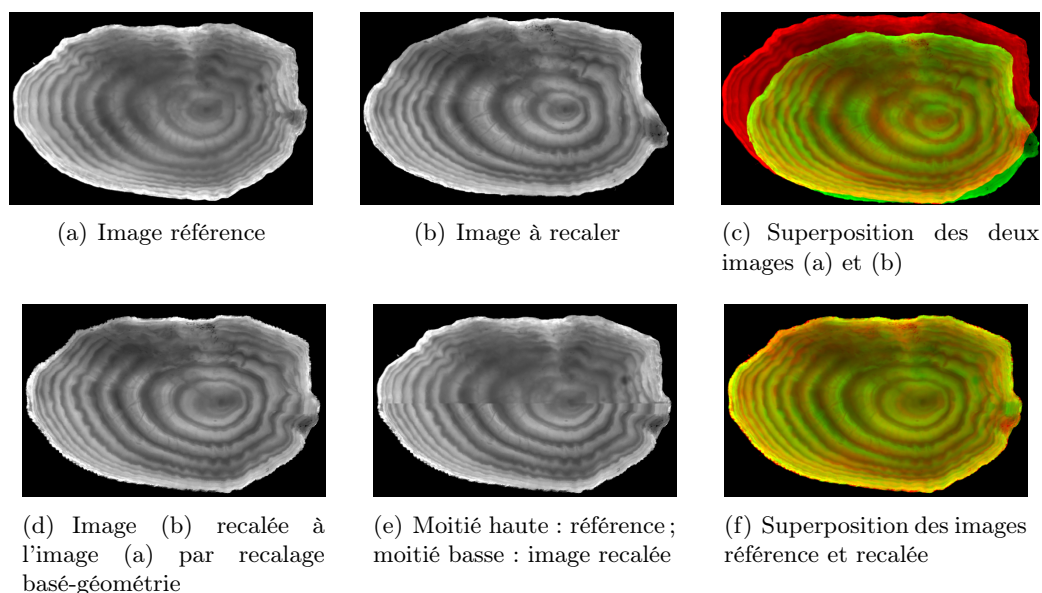 (a) Image référence
(b) Image à recaler
(c) Superposition des deux
images (a) et (b)
(d) Image (b) recalée à
l'image (a) par recalage
basé-géométrie
(e) Moitié haute : référence ;
moitié basse : image recalée
(f) Superposition des images
référence et recalée